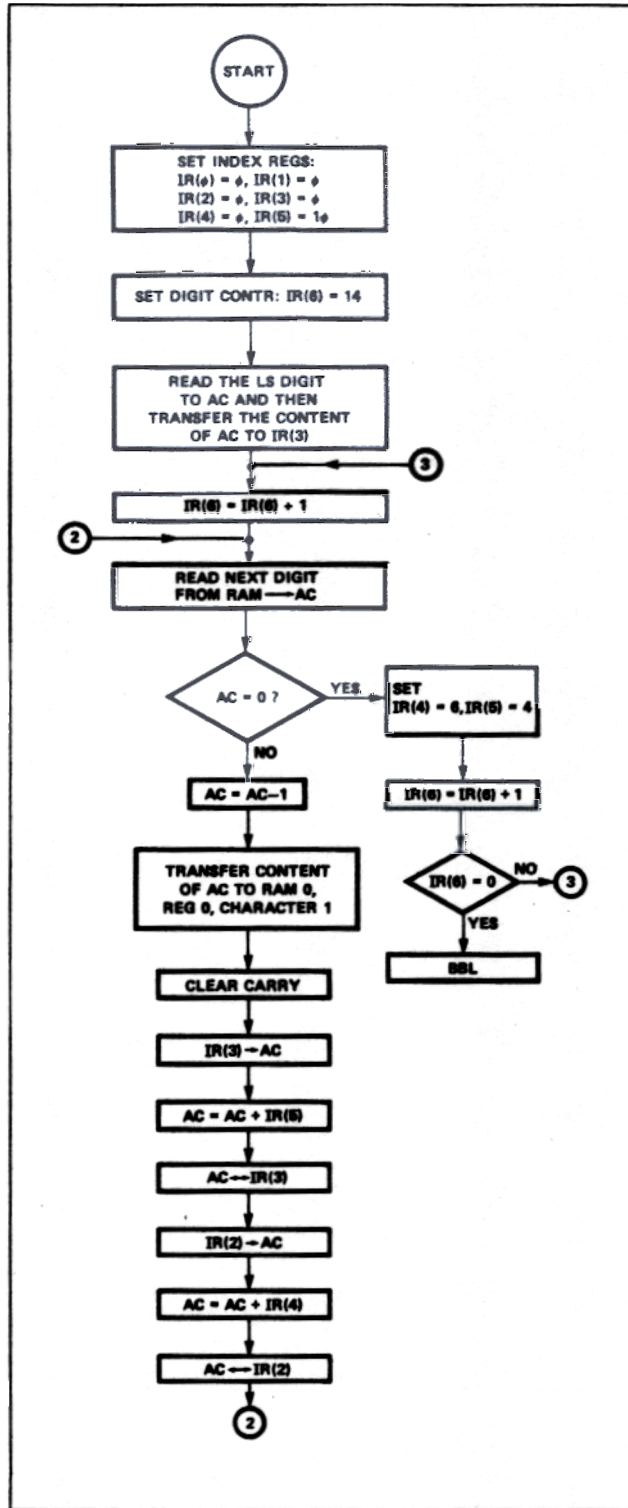 START
SET INDEX REGS:
IR(ϕ) = ϕ, IR(1) = ϕ
IR(2) = ϕ, IR(3) = ϕ
IR(4) = ϕ, IR(5) = 1ϕ
SET DIGIT CONTR: IR(6) = 14
READ THE LS DIGIT
TO AC AND THEN
TRANSFER THE CONTENT
OF AC TO IR(3)
3
IR(6) = IR(6) + 1
2
READ NEXT DIGIT
FROM RAM → AC
AC = 0 ?
YES
SET
IR(4) = 6, IR(5) = 4
NO
AC = AC–1
IR(6) = IR(6) + 1
TRANSFER CONTENT
OF AC TO RAM 0,
REG 0, CHARACTER 1
IR(6) = 0
NO
3
YES
BBL
CLEAR CARRY
IR(3) → AC
AC = AC + IR(5)
AC ↔ IR(3)
IR(2) → AC
AC = AC + IR(4)
AC ↔ IR(2)
2